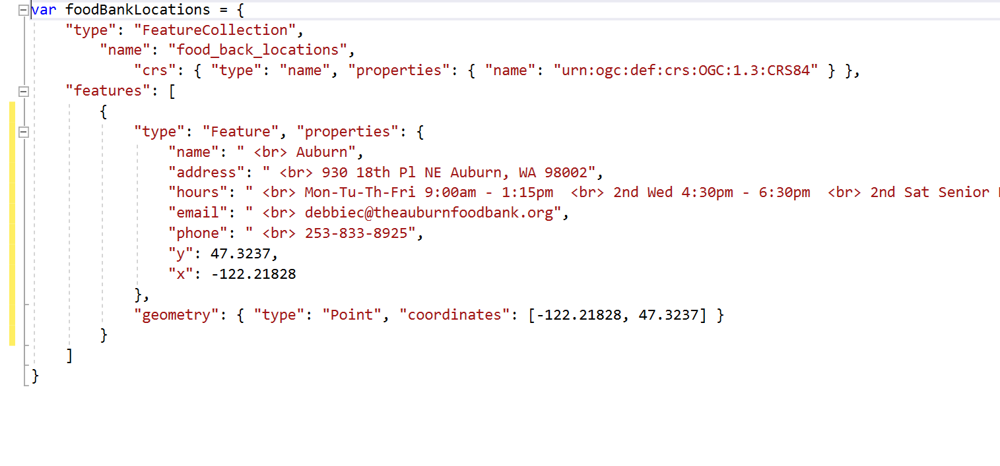 var foodBankLocations = {
"type": "FeatureCollection",
"name": "food_back_locations",
"crs": { "type": "name", "properties": { "name": "urn:ogc:def:crs:OGC:1.3:CRS84" } },
"features": [
{
"type": "Feature", "properties": {
"name": " <br> Auburn",
"address": " <br> 930 18th Pl NE Auburn, WA 98002",
"hours": " <br> Mon-Tu-Th-Fri 9:00am - 1:15pm  <br> 2nd Wed 4:30pm - 6:30pm  <br> 2nd Sat Senior
"email": " <br> debbiec@theauburnfoodbank.org",
"phone": " <br> 253-833-8925",
"y": 47.3237,
"x": -122.21828
},
"geometry": { "type": "Point", "coordinates": [-122.21828, 47.3237] }
}
]
}